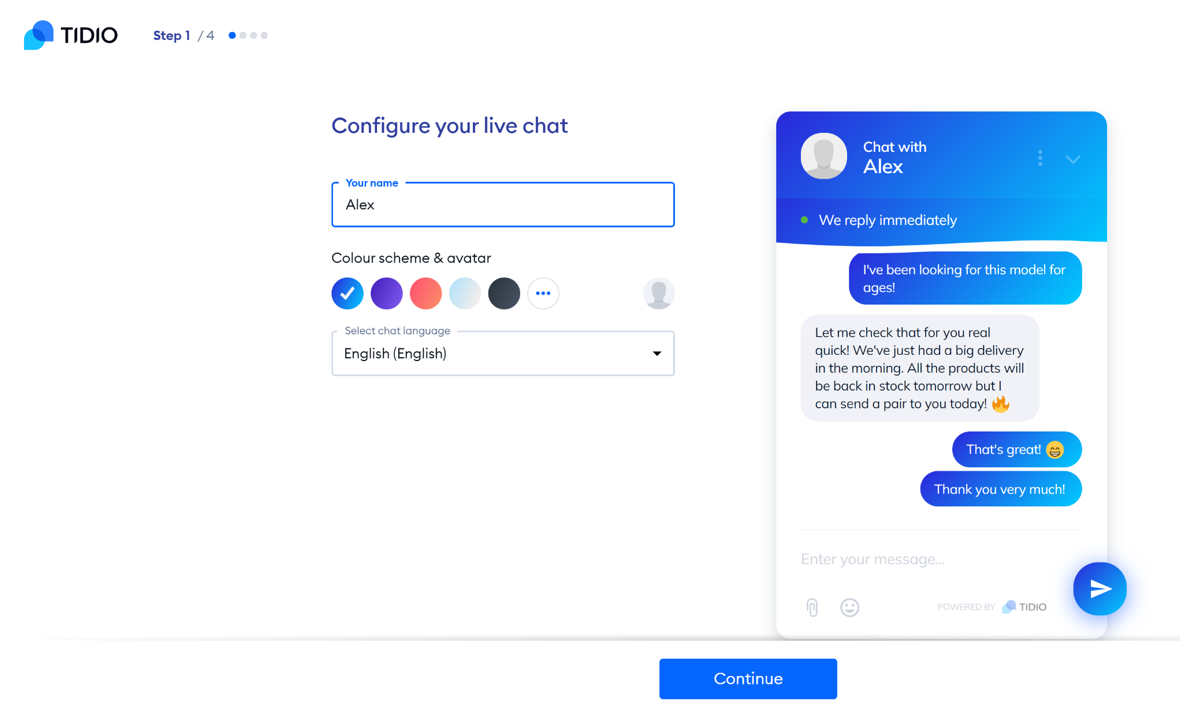 TIDIO
Step 1 / 4
Configure your live chat
Your name
Alex
Colour scheme & avatar
Select chat language
English (English)
Chat with
Alex
We reply immediately
I've been looking for this model for
ages!
Let me check that for you real
quick! We've just had a big delivery
in the morning. All the products will
be back in stock tomorrow but I
can send a pair to you today! 🔥
That's great! 😁
Thank you very much!
Enter your message...
POWERED BY TIDIO
Continue